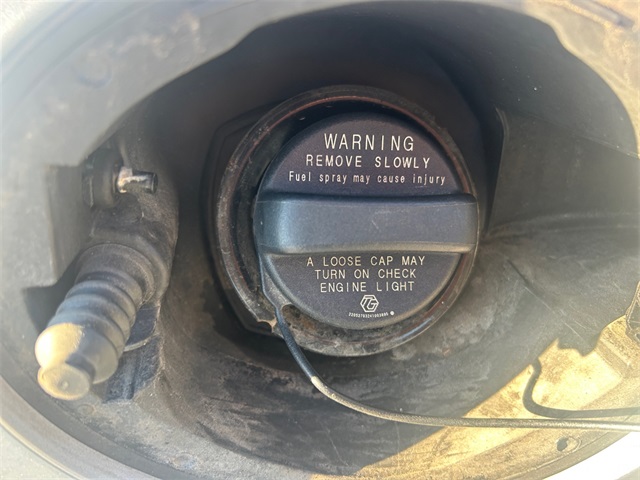 WARNING
REMOVE SLOWLY
Fuel spray may cause injury
A LOOSE CAP MAY
TURN ON CHECK
ENGINE LIGHT